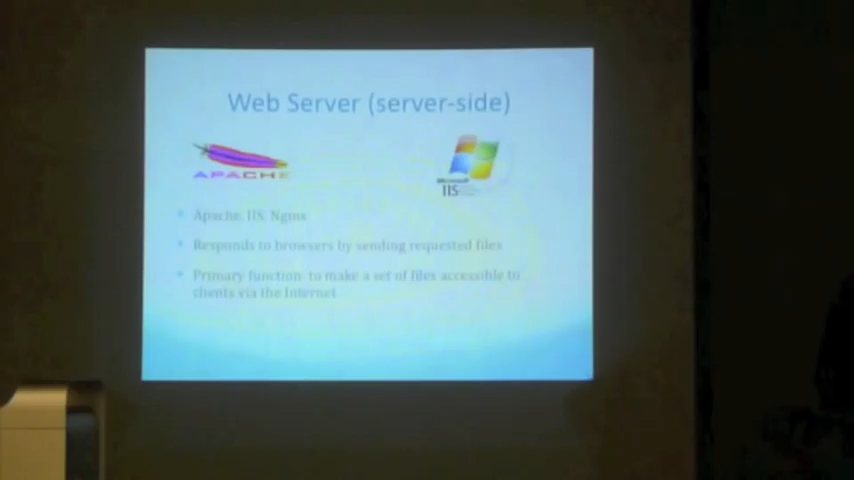 Web Server (server-side)
APACHE
Microsoft
IIS
Apache, IIS, Nginx
Responds to browsers by sending requested files
Primary function: to make a set of files accessible to
clients via the Internet